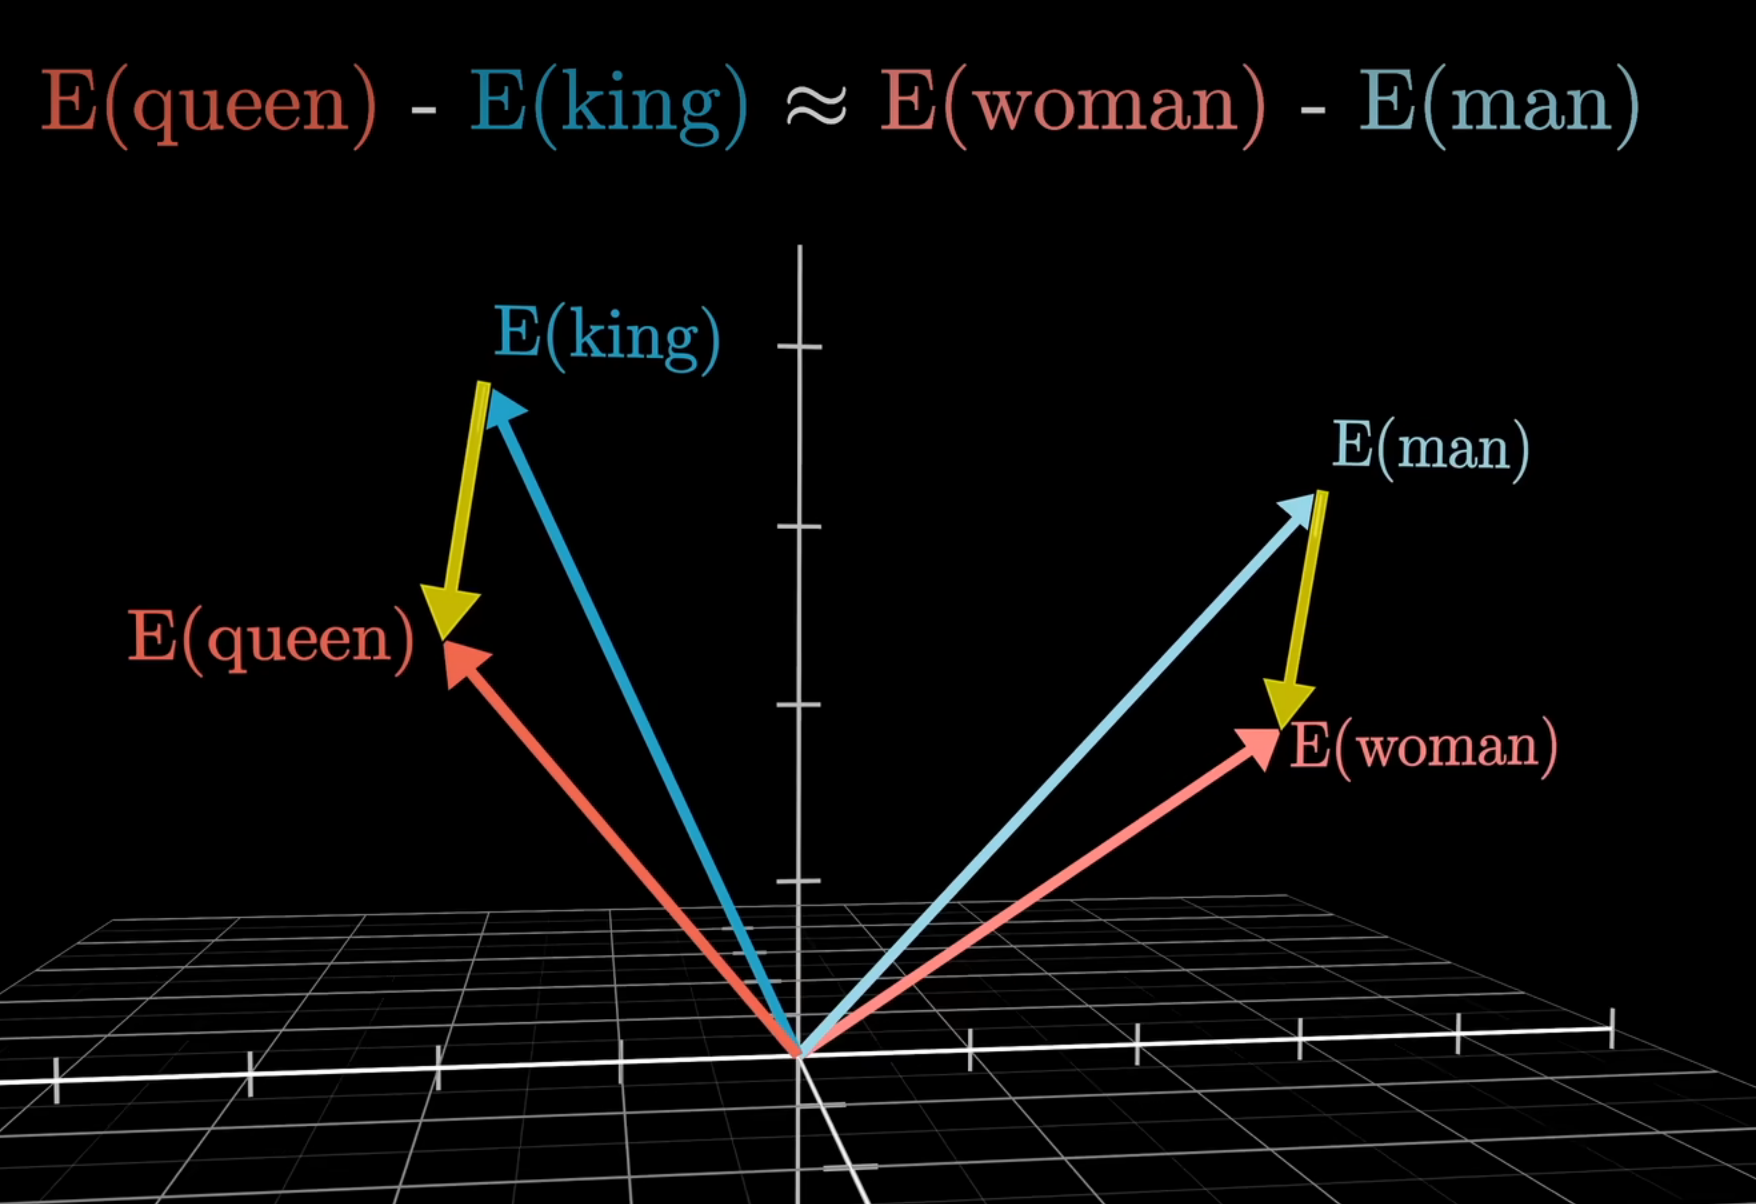 E(queen) - E(king) ≈ E(woman) - E(man)
E(king)
E(man)
E(queen)
E(woman)